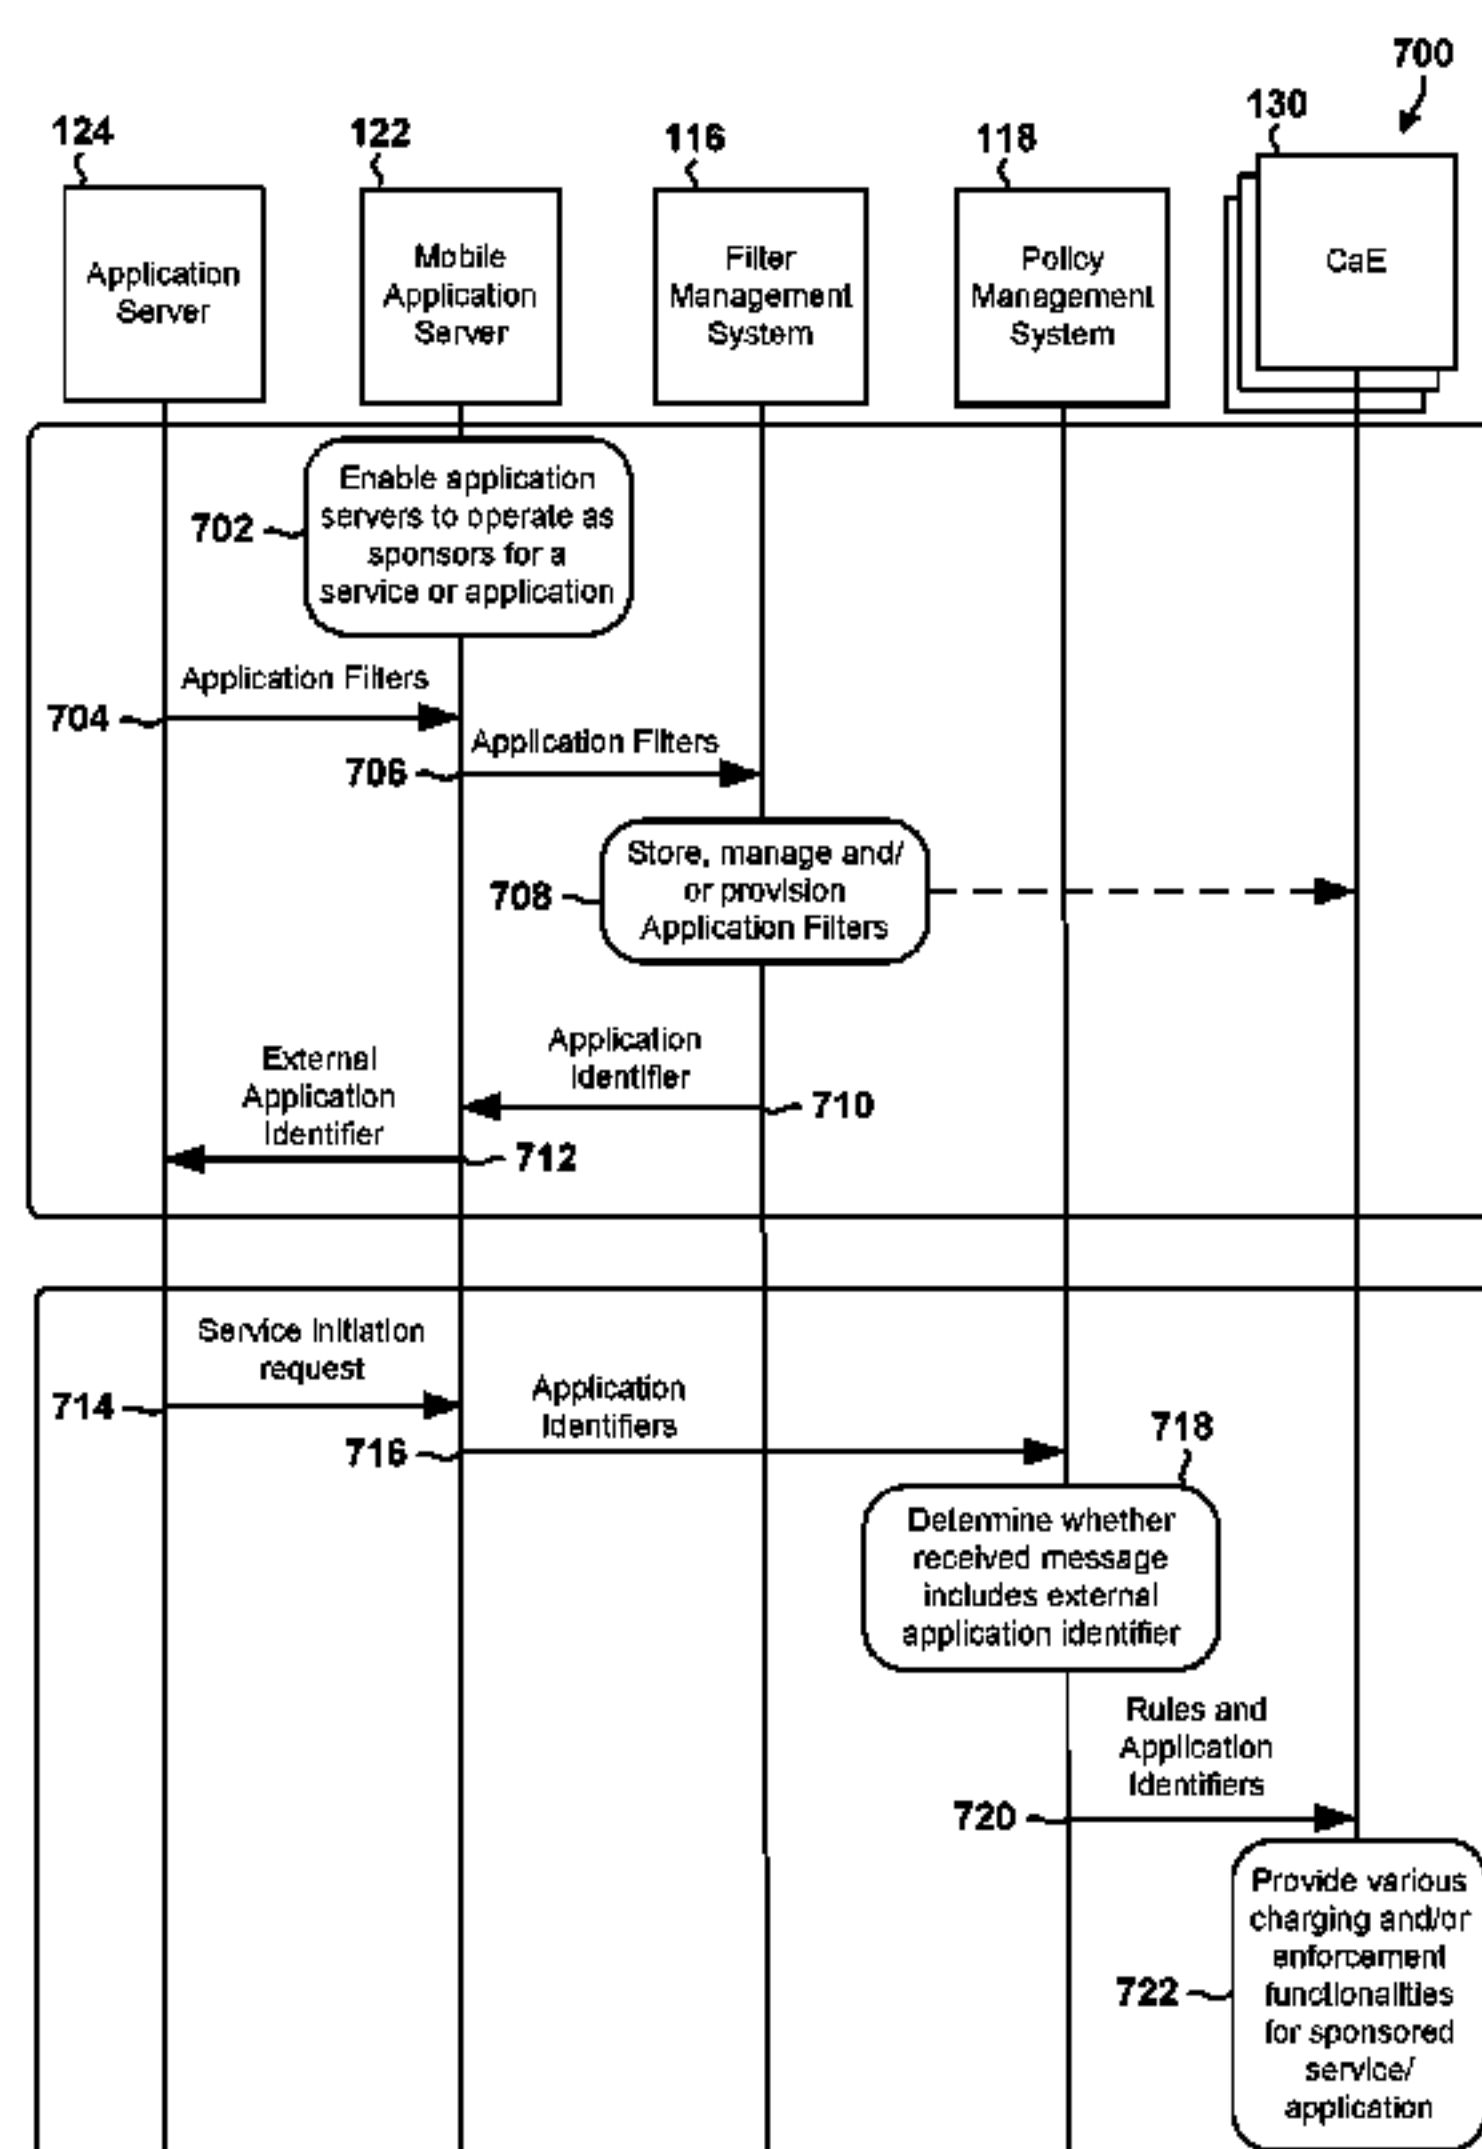 700
124
122
116
118
130
Application
Server
Mobile
Application
Server
Filter
Management
System
Policy
Management
System
CaE
702
Enable application
servers to operate as
sponsors for a
service or application
Application Filters
704
Application Filters
706
708
Store, manage and/
or provision
Application Filters
Application
Identifier
710
External
Application
Identifier
712
Service Initiation
request
714
Application
Identifiers
716
718
Determine whether
received message
includes external
application identifier
Rules and
Application
Identifiers
720
722
Provide various
charging and/or
enforcement
functionalities
for sponsored
service/
application